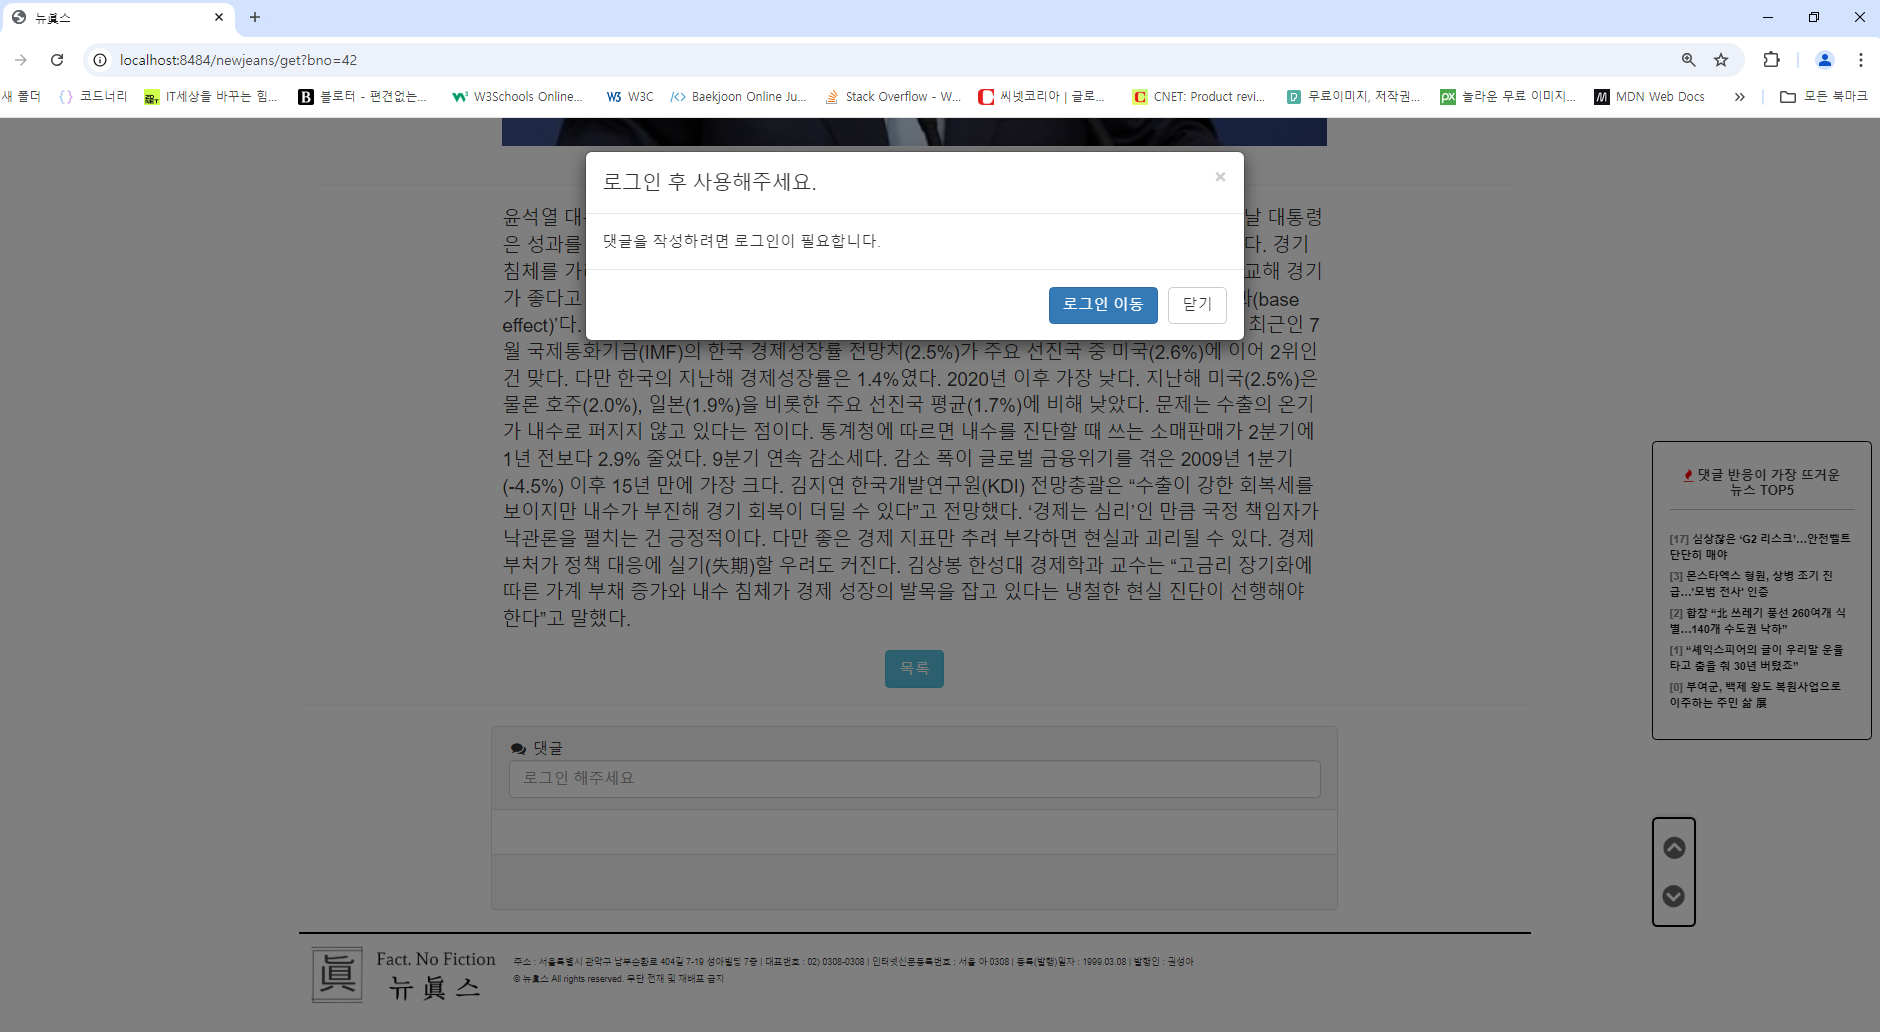 뉴眞스
localhost:8484/newjeans/get?bno=42
새 폴더
코드너리
IT세상을 바꾸는 힘...
블로터 - 편견없는...
W3Schools Online...
W3C
Baekjoon Online Ju...
Stack Overflow - W...
씨넷코리아 | 글로...
CNET: Product revi...
무료이미지, 저작권...
놀라운 무료 이미지...
MDN Web Docs
모든 북마크
로그인 후 사용해주세요.
×
댓글을 작성하려면 로그인이 필요합니다.
로그인 이동
닫기
윤석열 대 날 대통령
은 성과를 다. 경기
침체를 가 교해 경기
가 좋다고 (base
effect)’다. 최근인 7
월 국제통화기금(IMF)의 한국 경제성장률 전망치(2.5%)가 주요 선진국 중 미국(2.6%)에 이어 2위인
건 맞다. 다만 한국의 지난해 경제성장률은 1.4%였다. 2020년 이후 가장 낮다. 지난해 미국(2.5%)은
물론 호주(2.0%), 일본(1.9%)을 비롯한 주요 선진국 평균(1.7%)에 비해 낮았다. 문제는 수출의 온기
가 내수로 퍼지지 않고 있다는 점이다. 통계청에 따르면 내수를 진단할 때 쓰는 소매판매가 2분기에
1년 전보다 2.9% 줄었다. 9분기 연속 감소세다. 감소 폭이 글로벌 금융위기를 겪은 2009년 1분기
(-4.5%) 이후 15년 만에 가장 크다. 김지연 한국개발연구원(KDI) 전망총괄은 “수출이 강한 회복세를
보이지만 내수가 부진해 경기 회복이 더딜 수 있다”고 전망했다. ‘경제는 심리’인 만큼 국정 책임자가
낙관론을 펼치는 건 긍정적이다. 다만 좋은 경제 지표만 추려 부각하면 현실과 괴리될 수 있다. 경제
부처가 정책 대응에 실기(失期)할 우려도 커진다. 김상봉 한성대 경제학과 교수는 “고금리 장기화에
따른 가계 부채 증가와 내수 침체가 경제 성장의 발목을 잡고 있다는 냉철한 현실 진단이 선행해야
한다”고 말했다.
목록
댓글
로그인 해주세요
댓글 반응이 가장 뜨거운
뉴스 TOP5
[17] 심상찮은 ‘G2 리스크’…안전벨트
단단히 매야
[3] 몬스타엑스 형원, 상병 조기 진
급…'모범 전사' 인증
[2] 합참 “北 쓰레기 풍선 260여개 식
별…140개 수도권 낙하”
[1] “셰익스피어의 글이 우리말 운율
타고 춤을 춰 30년 버텼죠”
[0] 부여군, 백제 왕도 복원사업으로
이주하는 주민 삶 展
眞
Fact. No Fiction
뉴眞스
주소 : 서울특별시 관악구 남부순환로 404길 7-19 성아빌딩 7층 | 대표번호 : 02) 0308-0308 | 인터넷신문등록번호 : 서울 아 0308 | 등록(발행)일자 : 1999.03.08 | 발행인 : 권성아
© 뉴眞스 All rights reserved. 무단 전재 및 재배포 금지